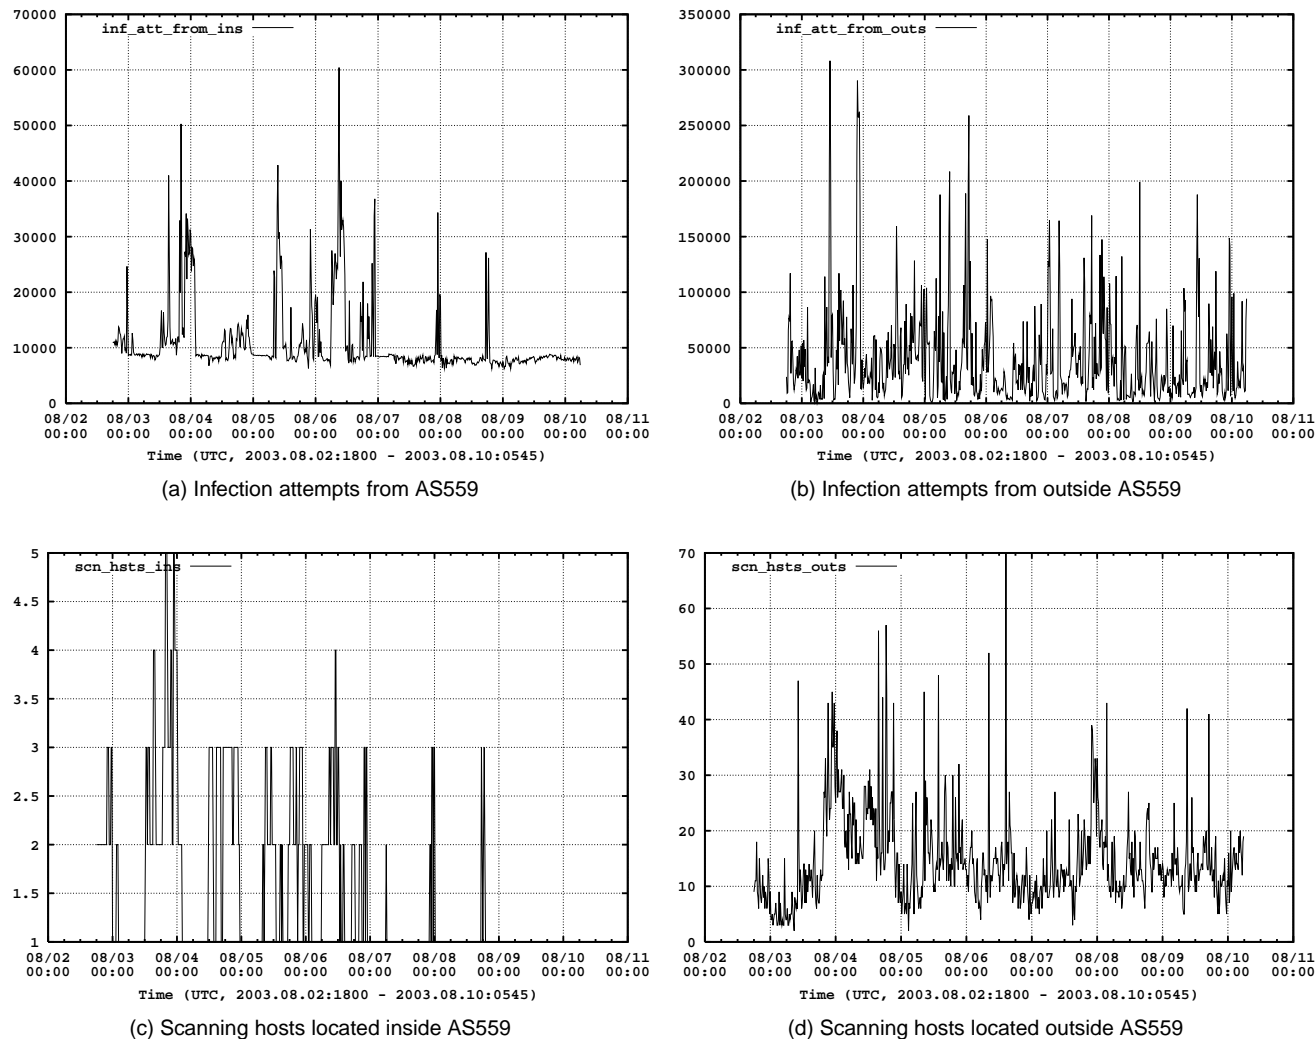 70000
60000
50000
40000
30000
20000
10000
0
inf_att_from_ins
08/02 08/03 08/04 08/05 08/06 08/07 08/08 08/09 08/10 08/11
00:00 00:00 00:00 00:00 00:00 00:00 00:00 00:00 00:00 00:00
Time (UTC, 2003.08.02:1800 - 2003.08.10:0545)
(a) Infection attempts from AS559
350000
300000
250000
200000
150000
100000
50000
0
inf_att_from_outs
08/02 08/03 08/04 08/05 08/06 08/07 08/08 08/09 08/10 08/11
00:00 00:00 00:00 00:00 00:00 00:00 00:00 00:00 00:00 00:00
Time (UTC, 2003.08.02:1800 - 2003.08.10:0545)
(b) Infection attempts from outside AS559
5
4.5
4
3.5
3
2.5
2
1.5
1
scn_hsts_ins
08/02 08/03 08/04 08/05 08/06 08/07 08/08 08/09 08/10 08/11
00:00 00:00 00:00 00:00 00:00 00:00 00:00 00:00 00:00 00:00
Time (UTC, 2003.08.02:1800 - 2003.08.10:0545)
(c) Scanning hosts located inside AS559
70
60
50
40
30
20
10
0
scn_hsts_outs
08/02 08/03 08/04 08/05 08/06 08/07 08/08 08/09 08/10 08/11
00:00 00:00 00:00 00:00 00:00 00:00 00:00 00:00 00:00 00:00
Time (UTC, 2003.08.02:1800 - 2003.08.10:0545)
(d) Scanning hosts located outside AS559